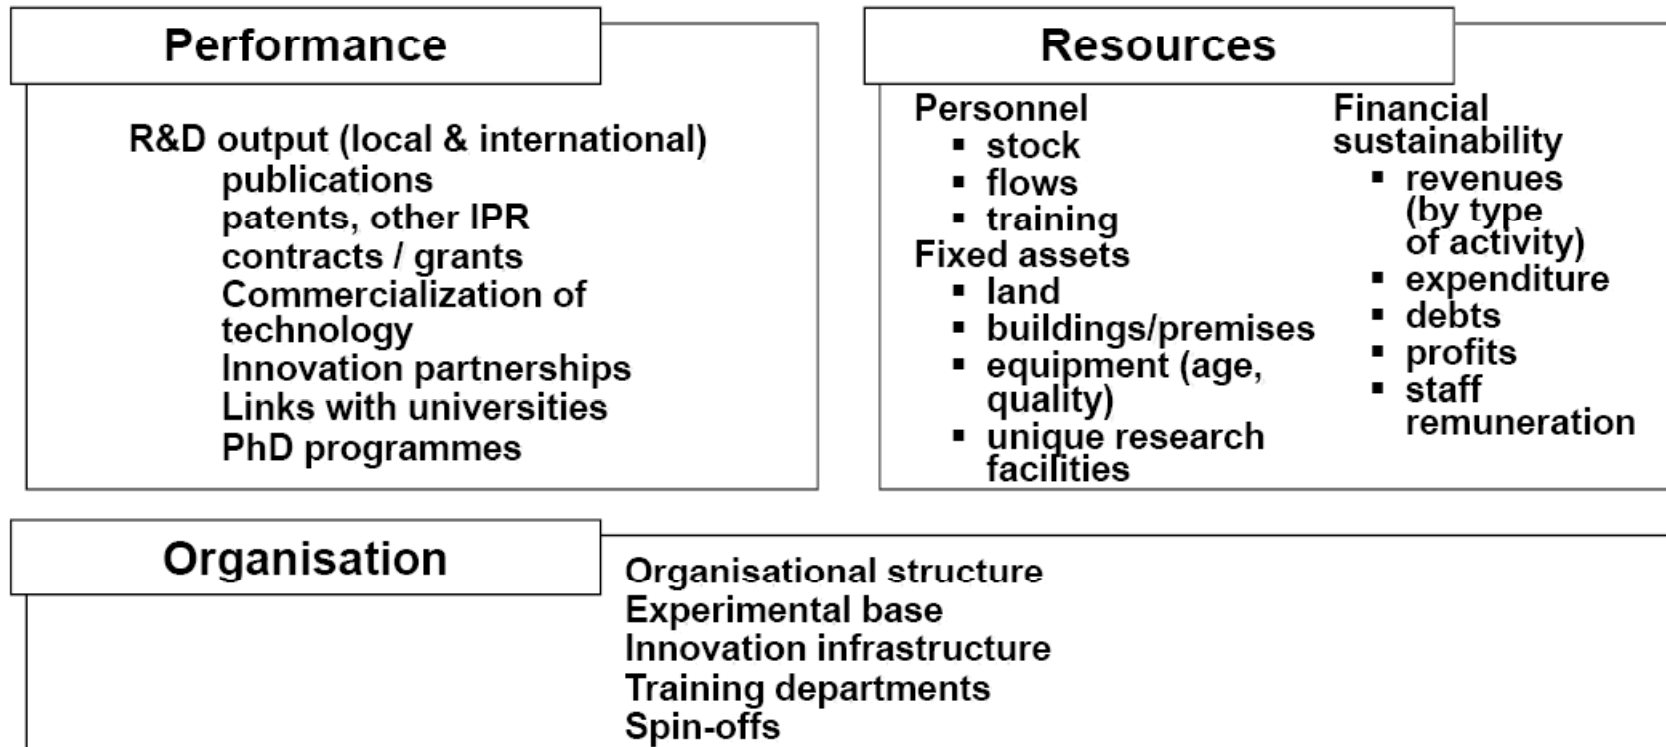 Performance
R&D output (local & international)
publications
patents, other IPR
contracts / grants
Commercialization of
technology
Innovation partnerships
Links with universities
PhD programmes
Resources
Personnel
▪ stock
▪ flows
▪ training
Fixed assets
▪ land
▪ buildings/premises
▪ equipment (age,
quality)
▪ unique research
facilities
Financial
sustainability
▪ revenues
(by type
of activity)
▪ expenditure
▪ debts
▪ profits
▪ staff
remuneration
Organisation
Organisational structure
Experimental base
Innovation infrastructure
Training departments
Spin-offs